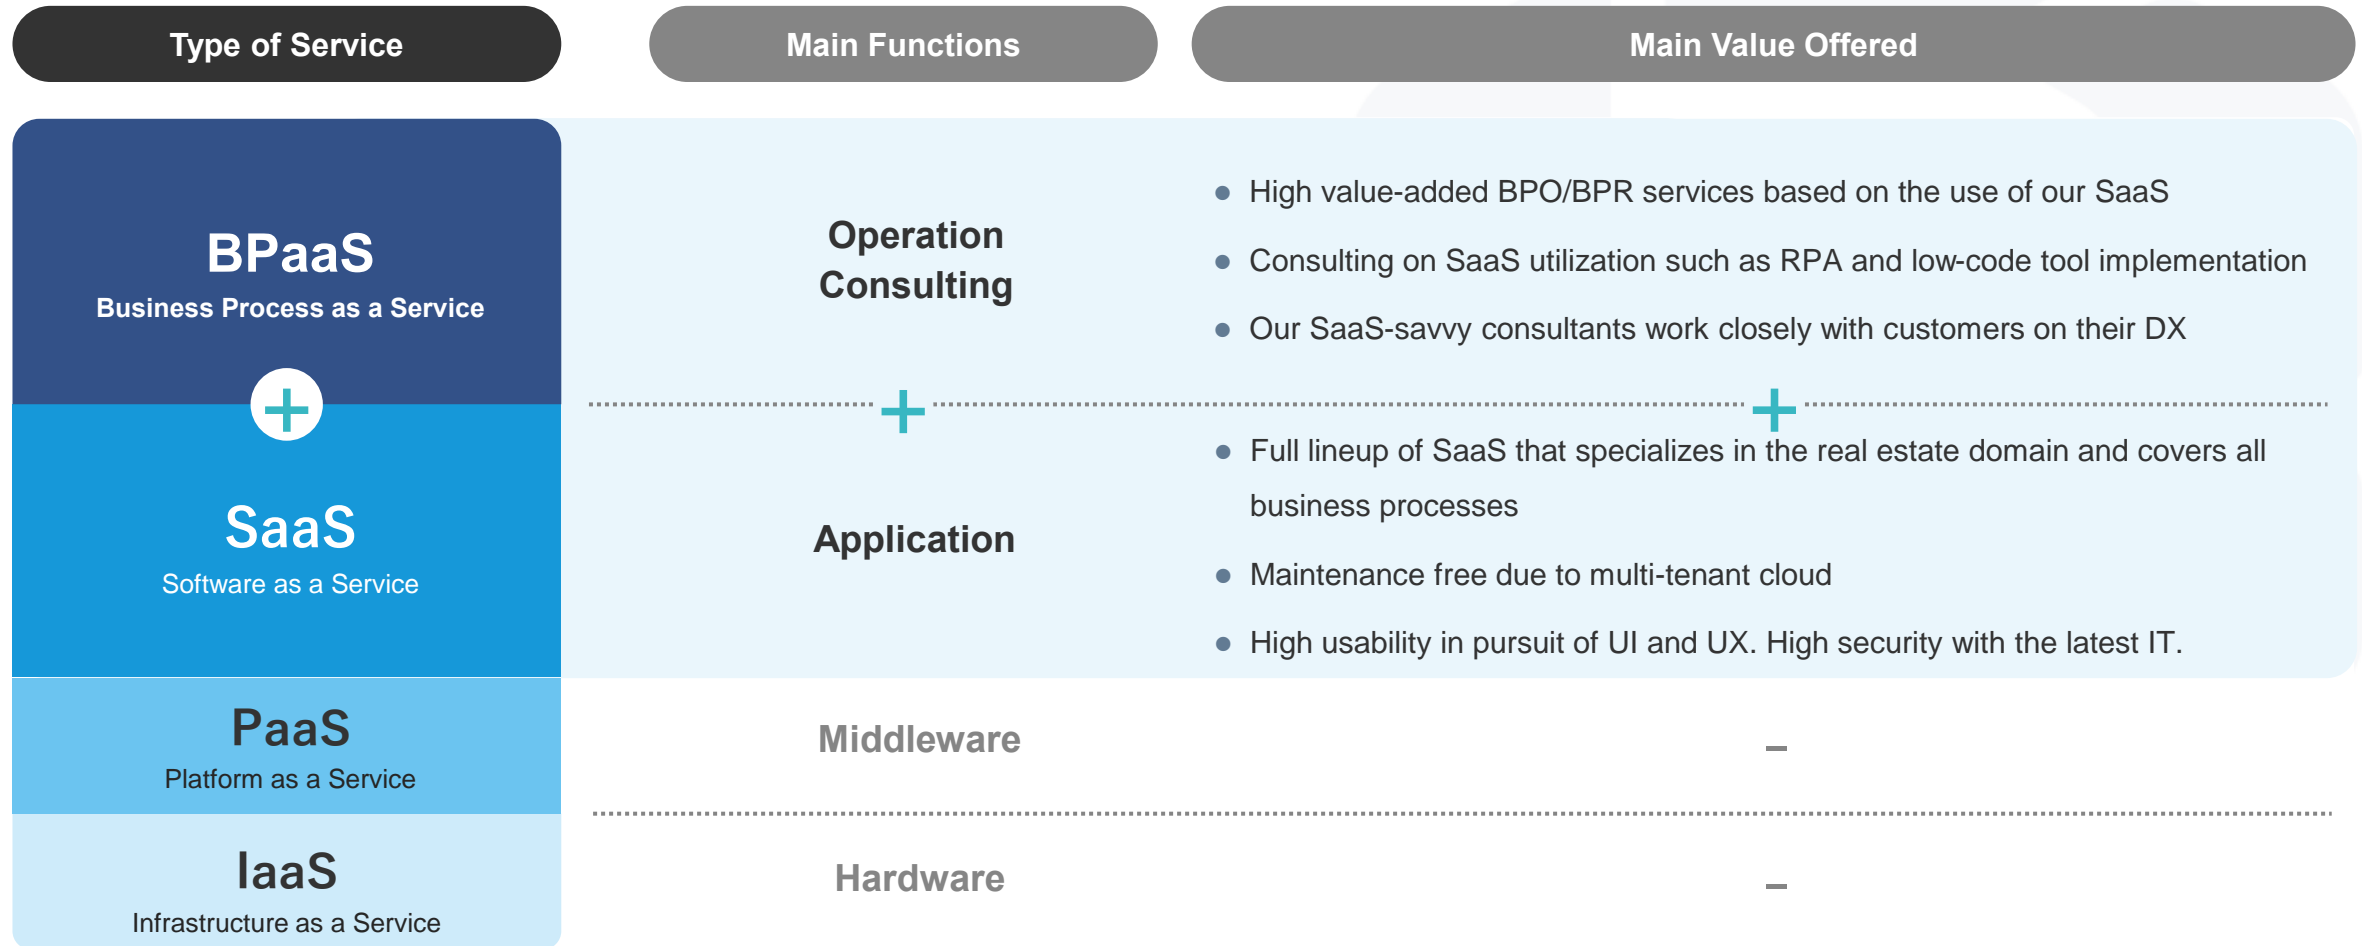 Type of Service
Main Functions
Main Value Offered
BPaaS
Business Process as a Service
Operation
Consulting
● High value-added BPO/BPR services based on the use of our SaaS
● Consulting on SaaS utilization such as RPA and low-code tool implementation
● Our SaaS-savvy consultants work closely with customers on their DX
+
+
+
SaaS
Software as a Service
Application
● Full lineup of SaaS that specializes in the real estate domain and covers all
business processes
● Maintenance free due to multi-tenant cloud
● High usability in pursuit of UI and UX. High security with the latest IT.
PaaS
Platform as a Service
Middleware
–
IaaS
Infrastructure as a Service
Hardware
–